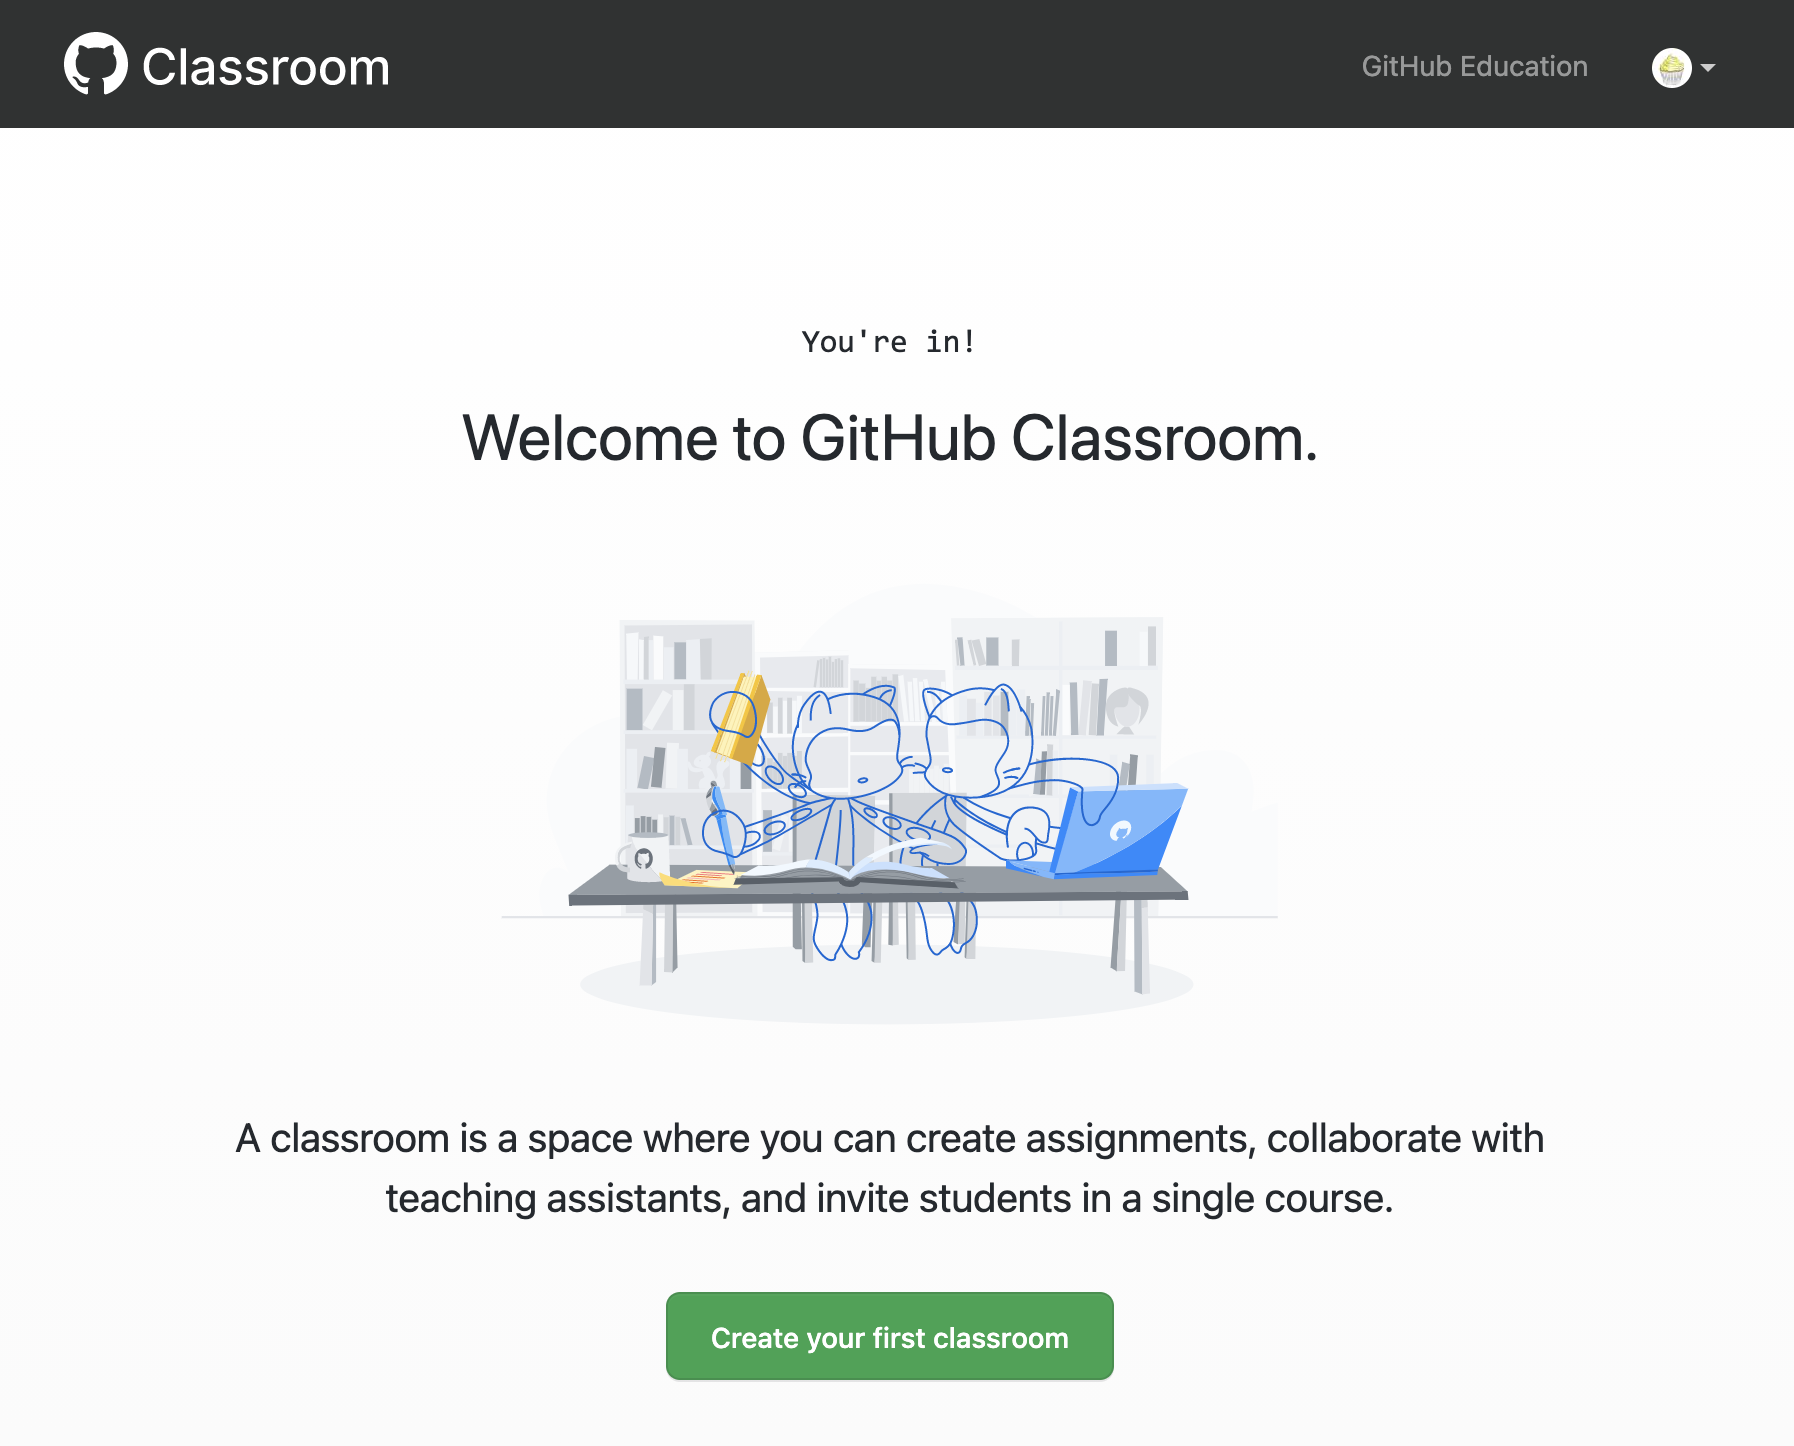 Classroom
GitHub Education
You're in!
Welcome to GitHub Classroom.
A classroom is a space where you can create assignments, collaborate with
teaching assistants, and invite students in a single course.
Create your first classroom